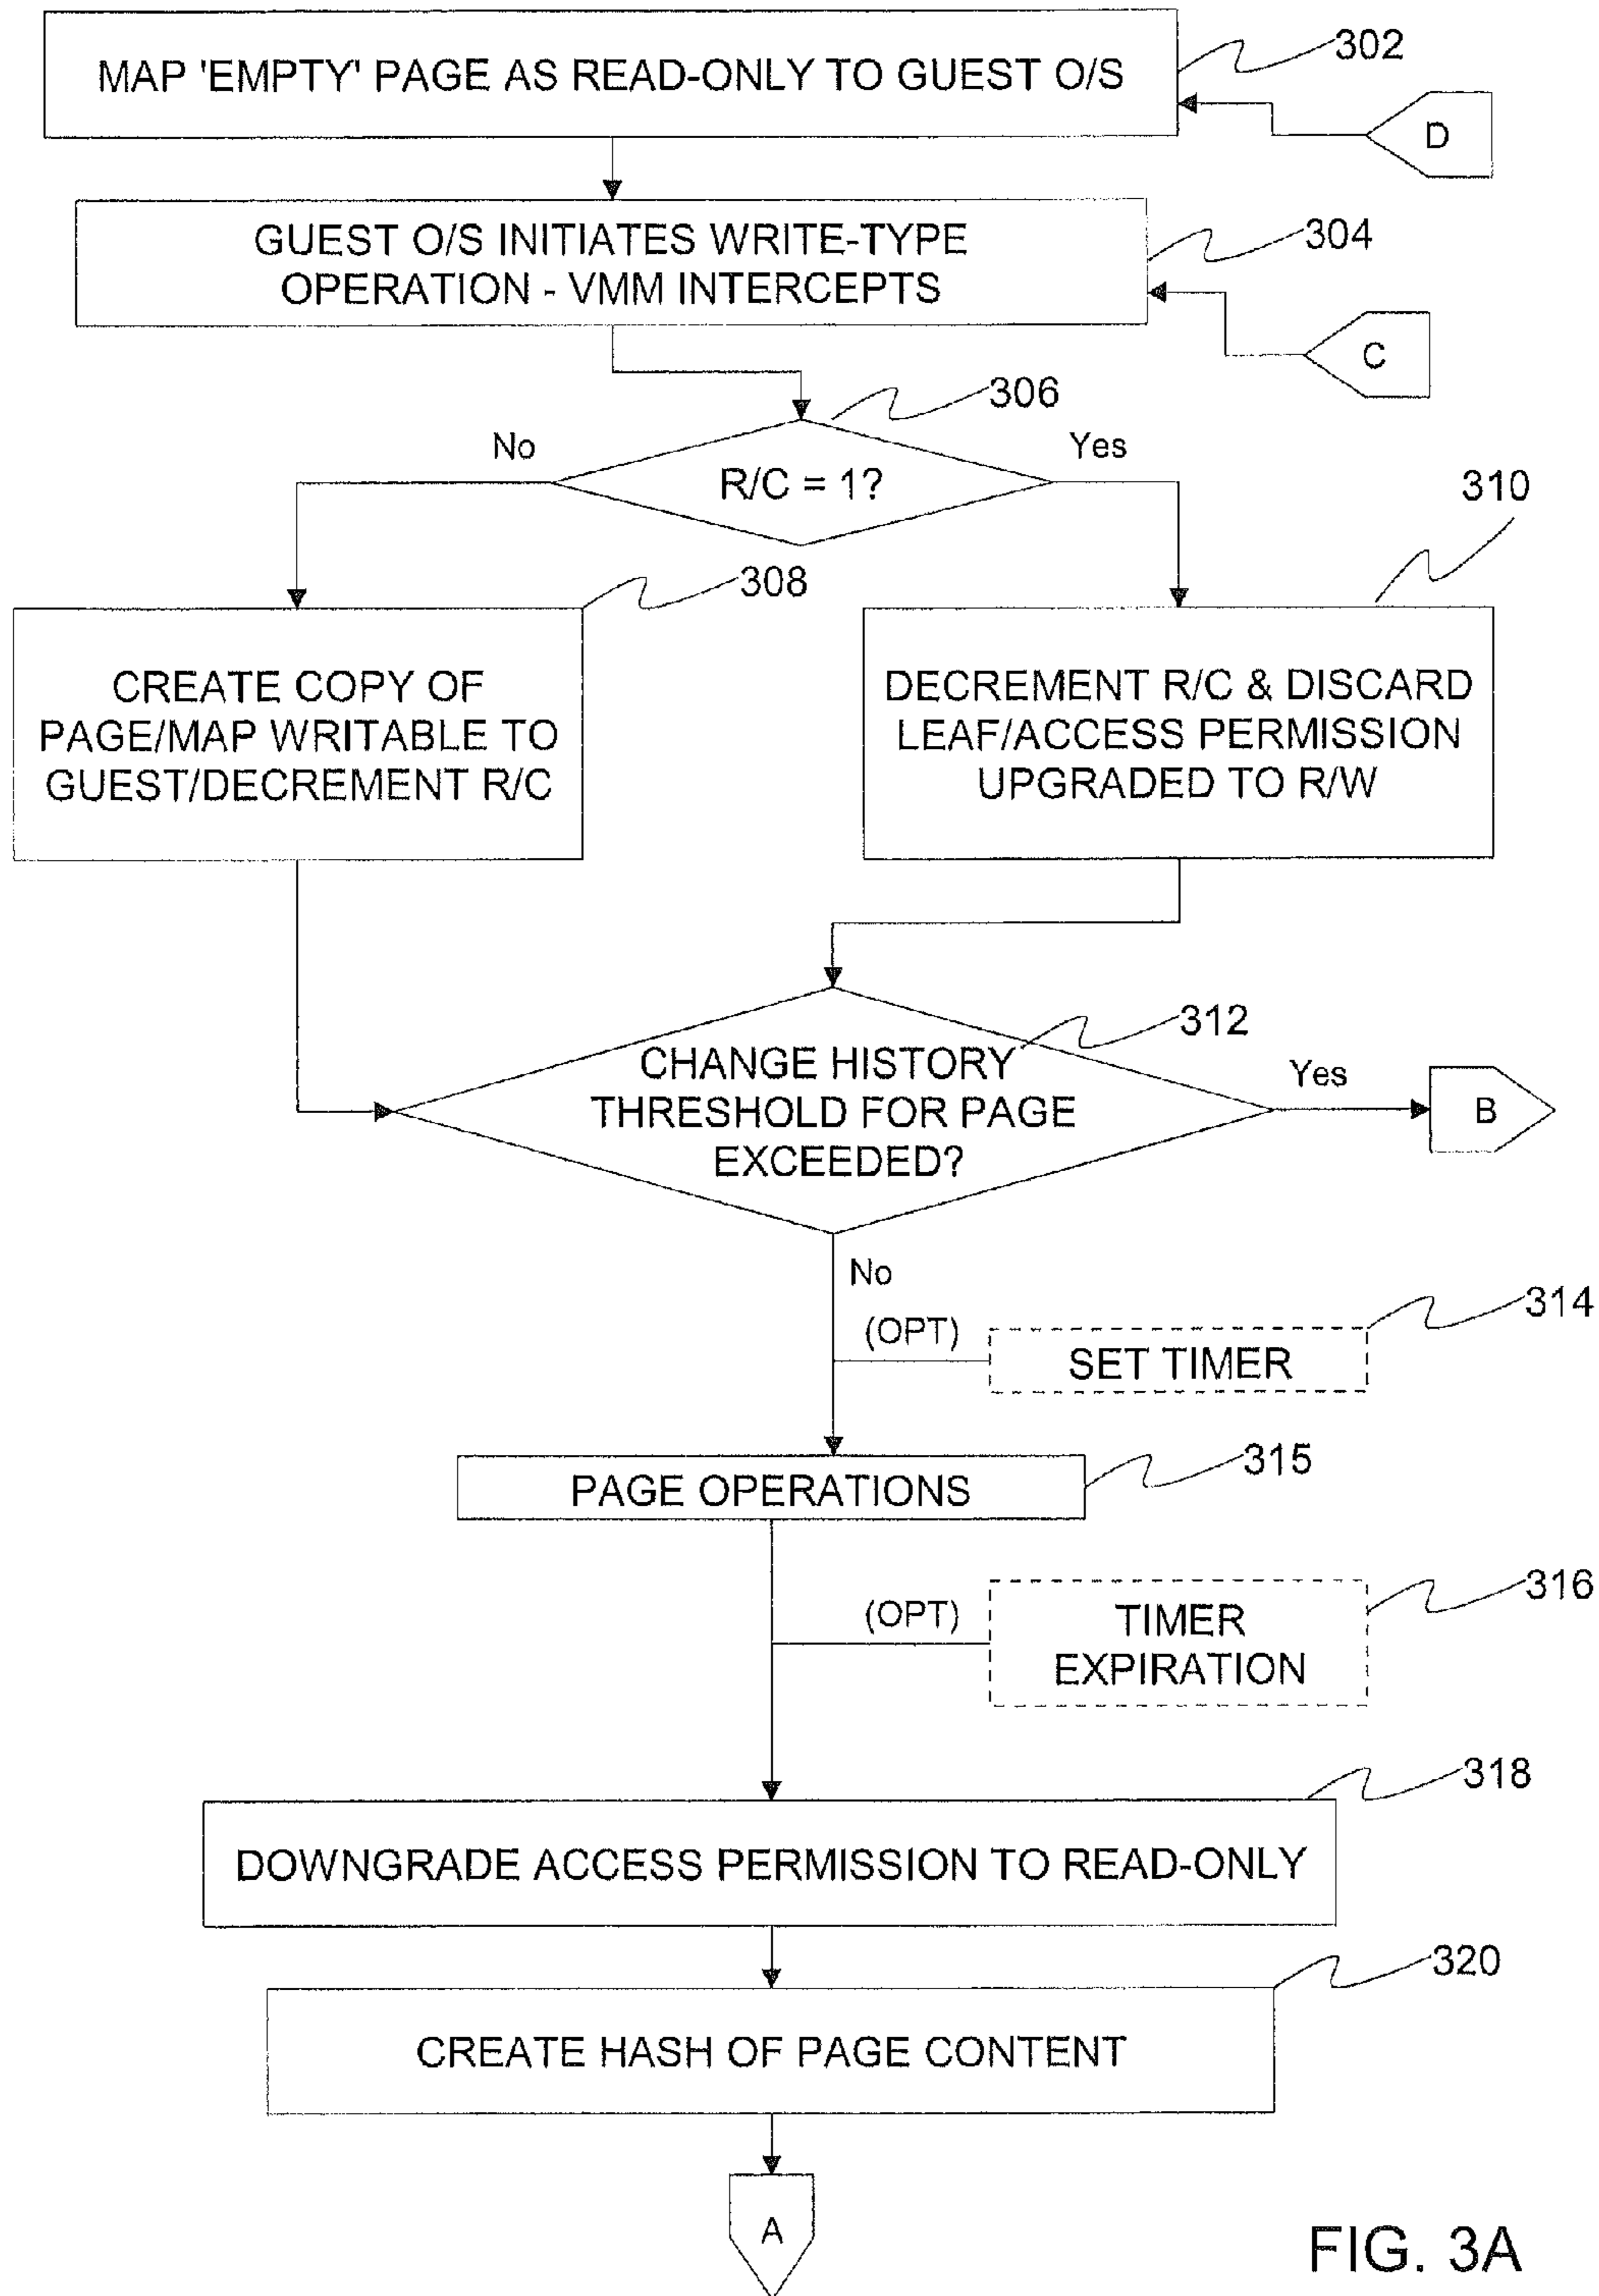 MAP 'EMPTY' PAGE AS READ-ONLY TO GUEST O/S
302
D
GUEST O/S INITIATES WRITE-TYPE
OPERATION - VMM INTERCEPTS
304
C
306
No
R/C = 1?
Yes
308
310
CREATE COPY OF
PAGE/MAP WRITABLE TO
GUEST/DECREMENT R/C
DECREMENT R/C & DISCARD
LEAF/ACCESS PERMISSION
UPGRADED TO R/W
312
CHANGE HISTORY
THRESHOLD FOR PAGE
EXCEEDED?
Yes
B
No
(OPT)
SET TIMER
314
PAGE OPERATIONS
315
(OPT)
TIMER
EXPIRATION
316
318
DOWNGRADE ACCESS PERMISSION TO READ-ONLY
320
CREATE HASH OF PAGE CONTENT
A
FIG. 3A